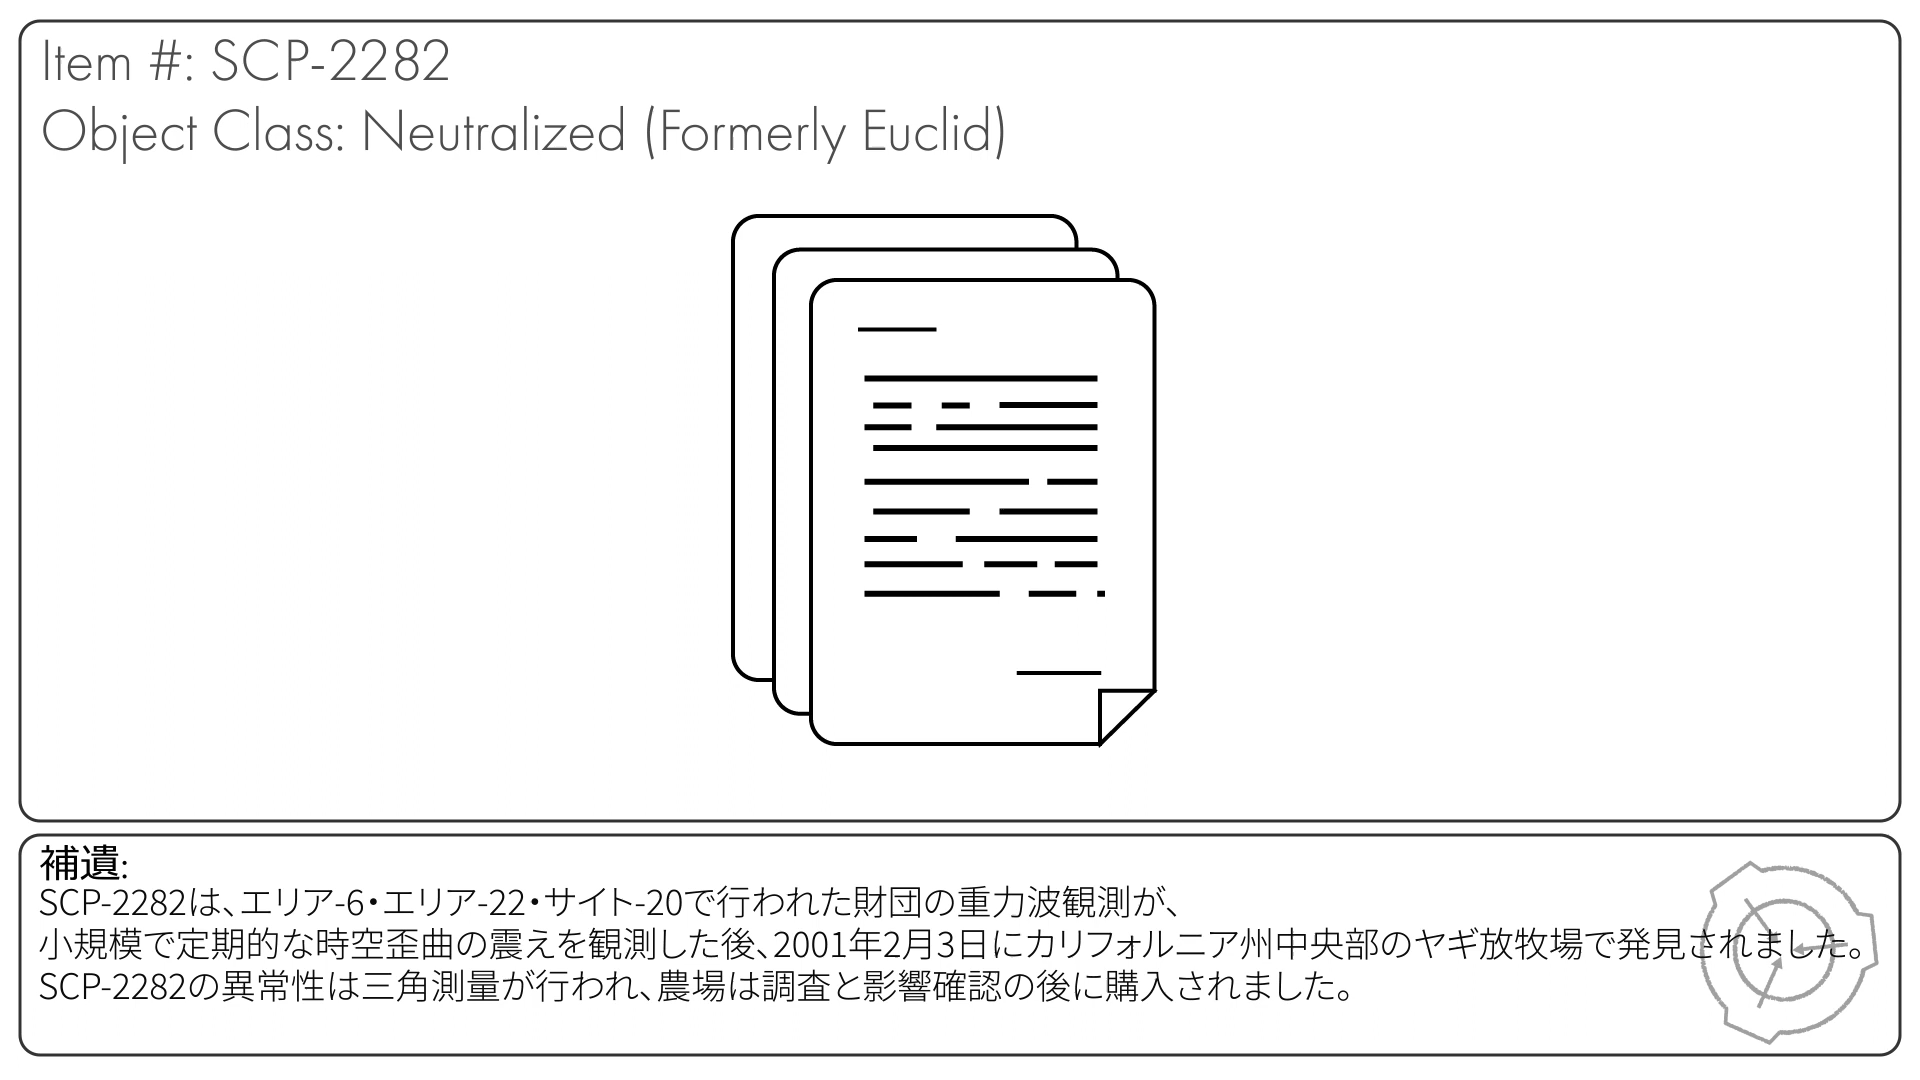 Item #: SCP-2282
Object Class: Neutralized (Formerly Euclid)
補遺:
SCP-2282は、エリア-6・エリア-22・サイト-20で行われた財団の重力波観測が、
小規模で定期的な時空歪曲の震えを観測した後、2001年2月3日にカリフォルニア州中央部のヤギ放牧場で発見されました。
SCP-2282の異常性は三角測量が行われ、農場は調査と影響確認の後に購入されました。